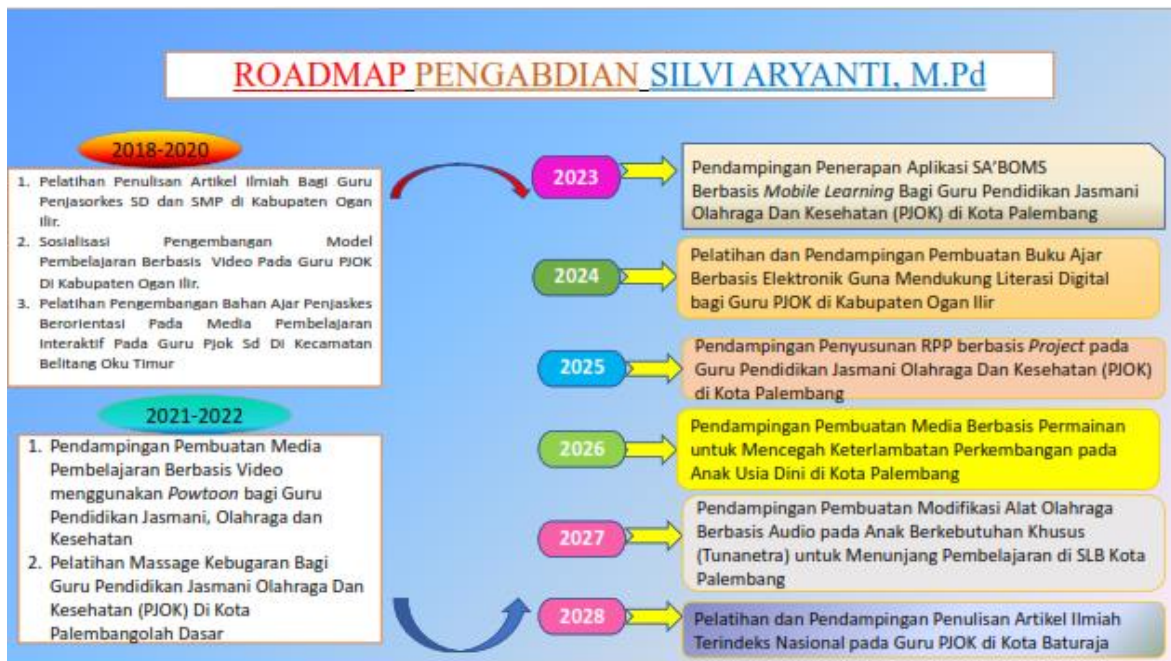 ROADMAP PENGABDIAN SILVI ARYANTI, M.Pd
2018-2020
1. Pelatihan Penulisan Artikel Ilmiah Bagi Guru
Penjasorkes SD dan SMP di Kabupaten Ogan
Ilir.
2. Sosialisasi Pengembangan Model
Pembelajaran Berbasis Video Pada Guru PJOK
Di Kabupaten Ogan Ilir.
3. Pelatihan Pengembangan Bahan Ajar Penjaskes
Berorientasi Pada Media Pembelajaran
Interaktif Pada Guru Pjok Sd Di Kecamatan
Belitang Oku Timur
2021-2022
1. Pendampingan Pembuatan Media
Pembelajaran Berbasis Video
menggunakan Powtoon bagi Guru
Pendidikan Jasmani, Olahraga dan
Kesehatan
2. Pelatihan Massage Kebugaran Bagi
Guru Pendidikan Jasmani Olahraga Dan
Kesehatan (PJOK) Di Kota
Palembangolah Dasar
2023
Pendampingan Penerapan Aplikasi SA'BOMS
Berbasis Mobile Learning Bagi Guru Pendidikan Jasmani
Olahraga Dan Kesehatan (PJOK) di Kota Palembang
2024
Pelatihan dan Pendampingan Pembuatan Buku Ajar
Berbasis Elektronik Guna Mendukung Literasi Digital
bagi Guru PJOK di Kabupaten Ogan Ilir
2025
Pendampingan Penyusunan RPP berbasis Project pada
Guru Pendidikan Jasmani Olahraga Dan Kesehatan (PJOK)
di Kota Palembang
2026
Pendampingan Pembuatan Media Berbasis Permainan
untuk Mencegah Keterlambatan Perkembangan pada
Anak Usia Dini di Kota Palembang
2027
Pendampingan Pembuatan Modifikasi Alat Olahraga
Berbasis Audio pada Anak Berkebutuhan Khusus
(Tunanetra) untuk Menunjang Pembelajaran di SLB Kota
Palembang
2028
Pelatihan dan Pendampingan Penulisan Artikel Ilmiah
Terindeks Nasional pada Guru PJOK di Kota Baturaja